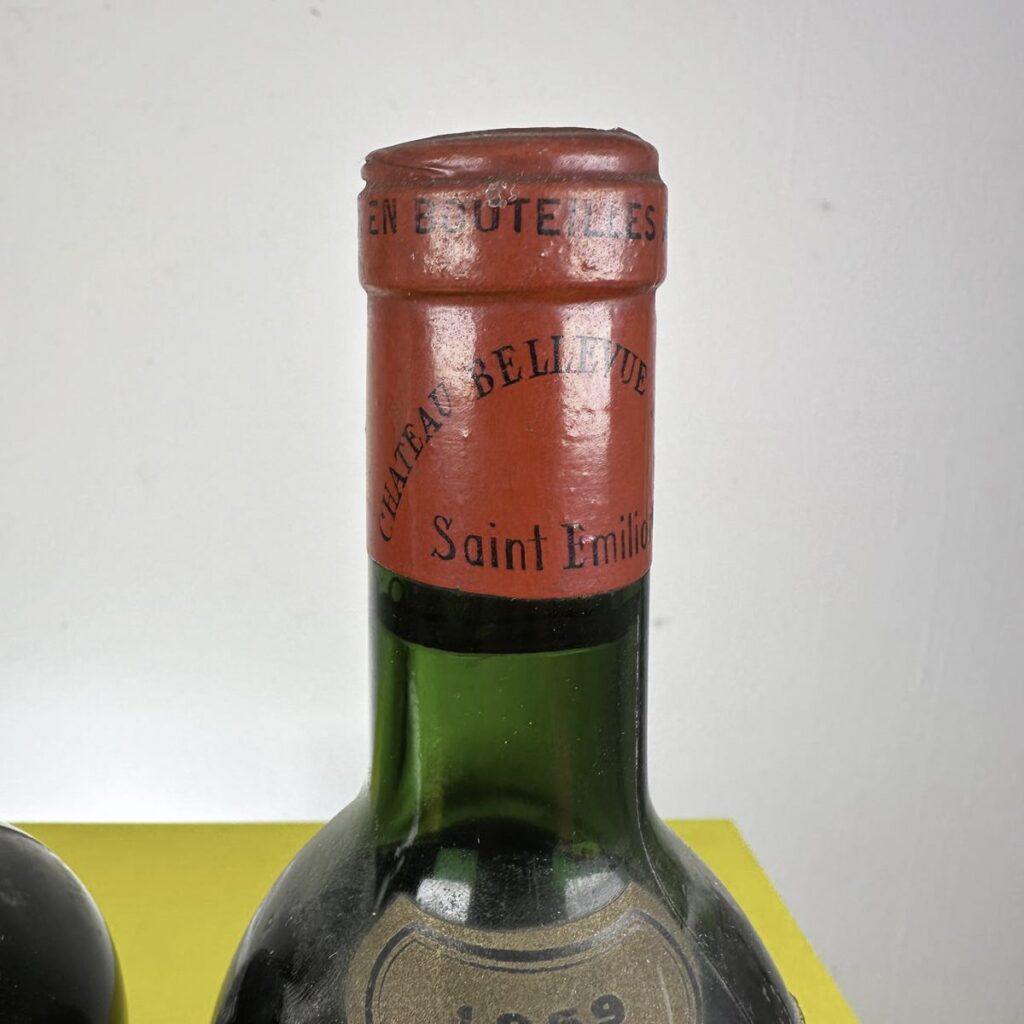 EN BOUTEILLES
CHATEAU BELLEVUE
Saint Emilio